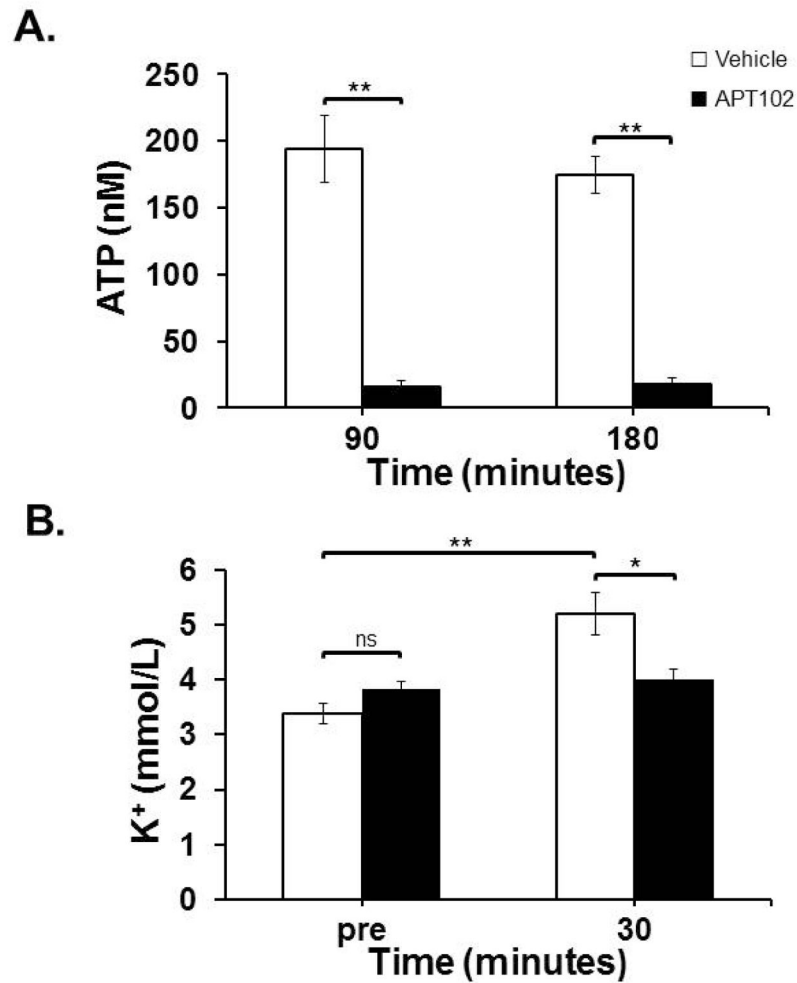 A.
Vehicle
APT102
250
200
150
100
50
0
ATP (nM)
**
**
90
180
Time (minutes)
B.
6
5
4
3
2
1
0
K⁺ (mmol/L)
**
*
ns
pre
30
Time (minutes)